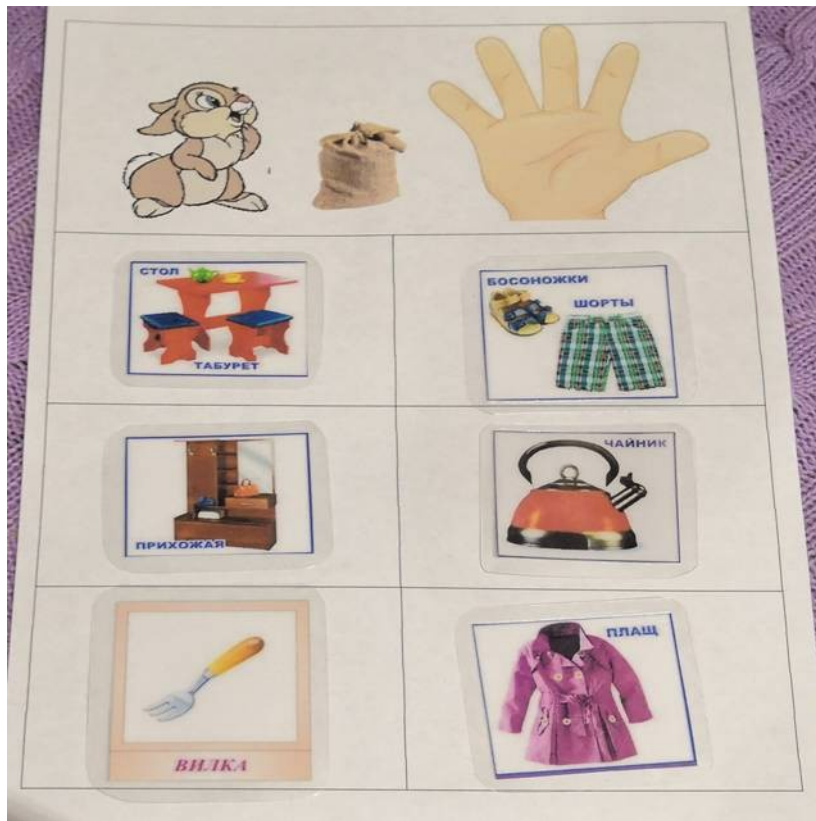 СТОЛ
ТАБУРЕТ
БОСОНОЖКИ
ШОРТЫ
ПРИХОЖАЯ
ЧАЙНИК
ВИЛКА
ПЛАЩ